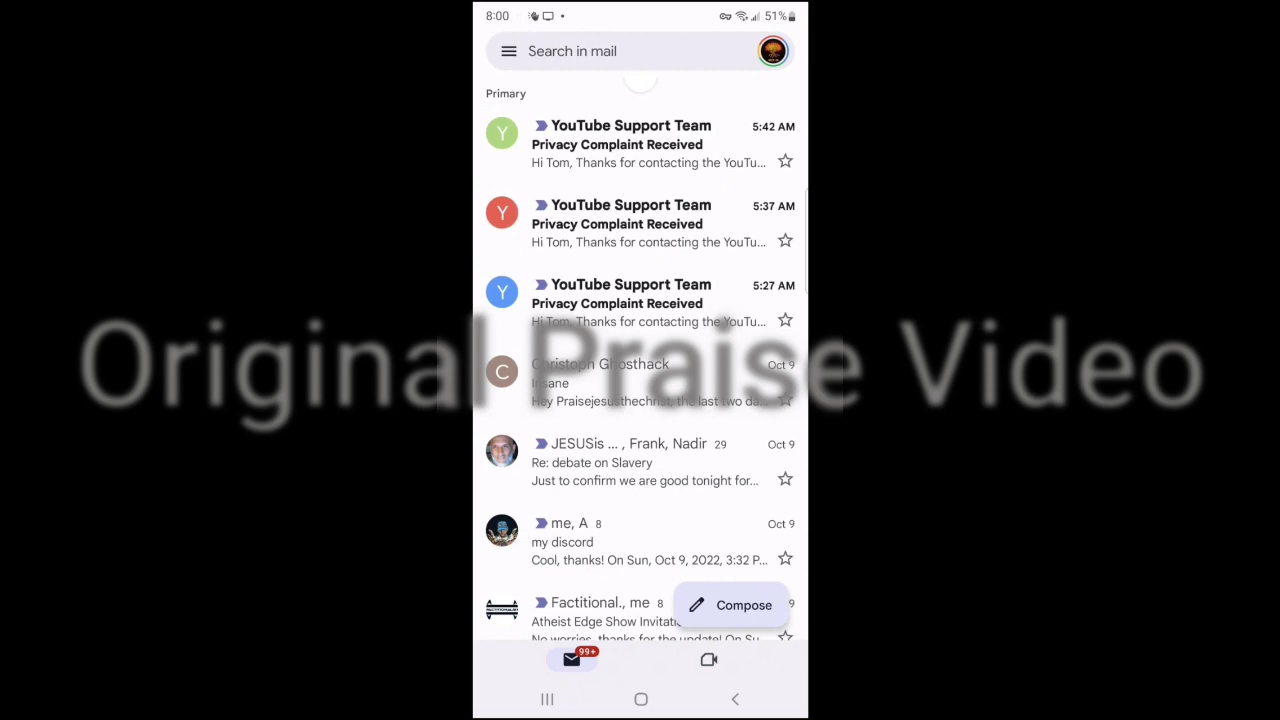 8:00
51%
Search in mail
Primary
YouTube Support Team 5:42 AM
Privacy Complaint Received
Hi Tom, Thanks for contacting the YouTu...
YouTube Support Team 5:37 AM
Privacy Complaint Received
Hi Tom, Thanks for contacting the YouTu...
YouTube Support Team 5:27 AM
Privacy Complaint Received
Hi Tom, Thanks for contacting the YouTu...
Original Praise Video
Christoph Ghosthack Oct 9
Insane
Hey Praisejesusthechrist, the last two da...
JESUSis ... , Frank, Nadir 29 Oct 9
Re: debate on Slavery
Just to confirm we are good tonight for...
me, A 8 Oct 9
my discord
Cool, thanks! On Sun, Oct 9, 2022, 3:32 P...
Factitional., me 8 9
Atheist Edge Show Invitati
No worries, thanks for the update! On Su
Compose
99+
Y
Y
Y
C